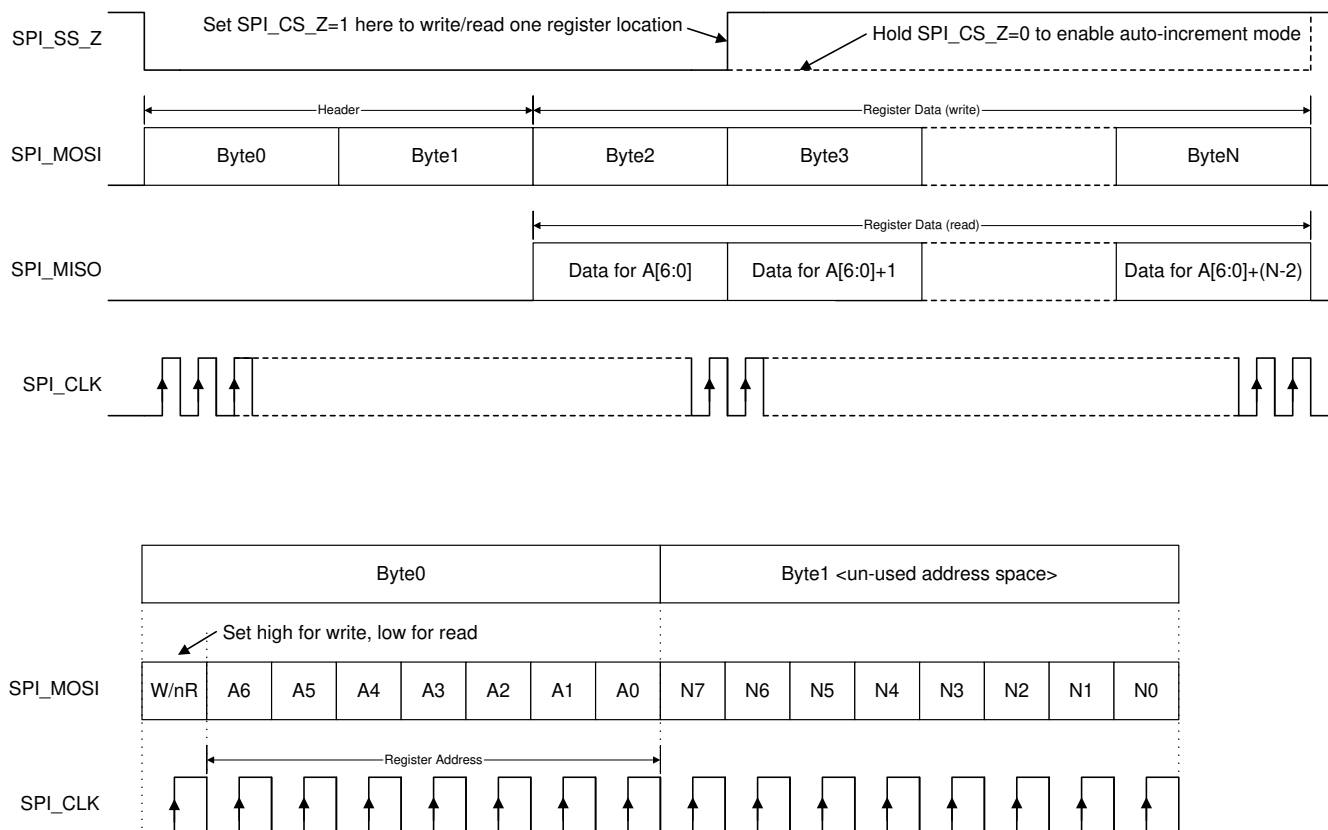 SPI_SS_Z
Set SPI_CS_Z=1 here to write/read one register location
Hold SPI_CS_Z=0 to enable auto-increment mode
Header
Register Data (write)
SPI_MOSI
Byte0
Byte1
Byte2
Byte3
ByteN
Register Data (read)
SPI_MISO
Data for A[6:0]
Data for A[6:0]+1
Data for A[6:0]+(N-2)
SPI_CLK
Byte0
Byte1 <un-used address space>
Set high for write, low for read
SPI_MOSI
W/nR
A6
A5
A4
A3
A2
A1
A0
N7
N6
N5
N4
N3
N2
N1
N0
Register Address
SPI_CLK